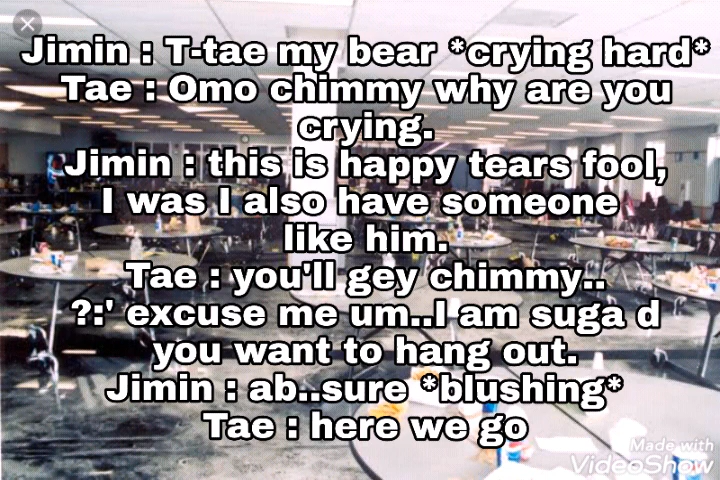 Jimin : T-tae my bear *crying hard*
Tae : Omo chimmy why are you
crying.
Jimin : this is happy tears fool,
I was I also have someone
like him.
Tae : you'll gey chimmy..
?:' excuse me um..I am suga d
you want to hang out.
Jimin : ab..sure *blushing*
Tae : here we go
Made with
VideoShow